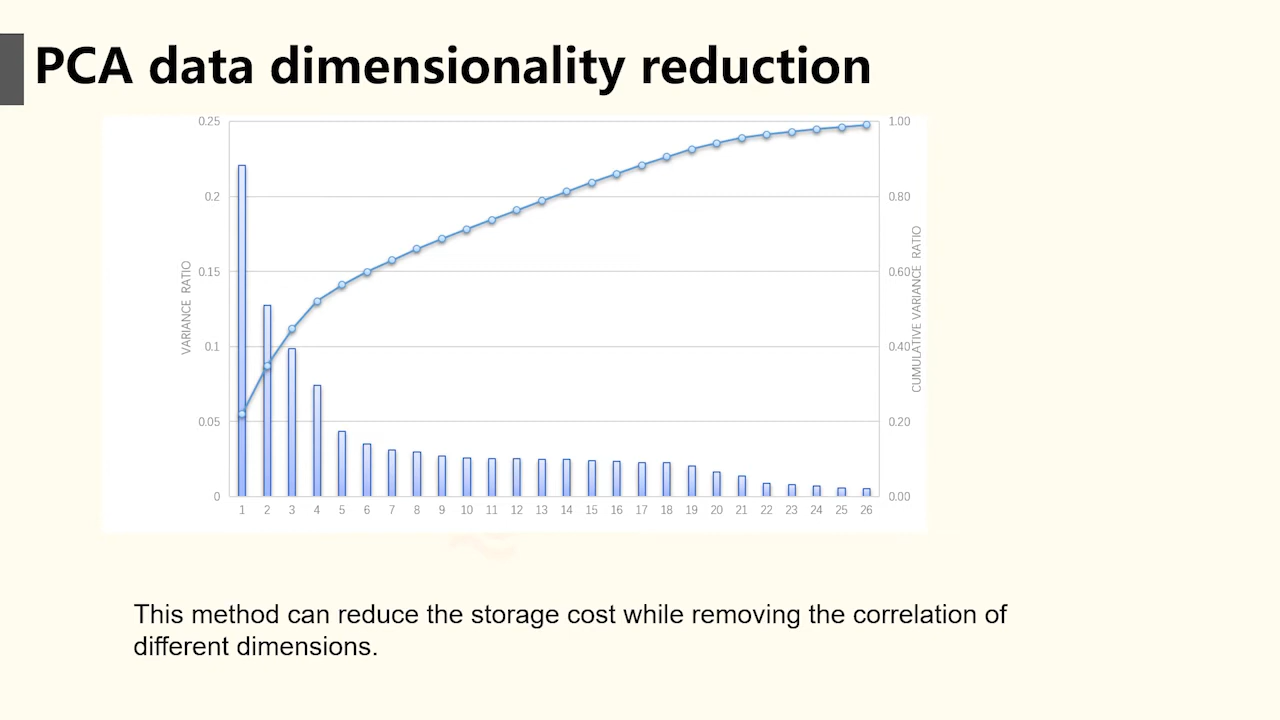 PCA data dimensionality reduction
0.25
0.2
0.15
0.1
0.05
0
VARIANCE RATIO
1.00
0.80
0.60
0.40
0.20
0.00
CUMULATIVE VARIANCE RATIO
1 2 3 4 5 6 7 8 9 10 11 12 13 14 15 16 17 18 19 20 21 22 23 24 25 26
This method can reduce the storage cost while removing the correlation of
different dimensions.